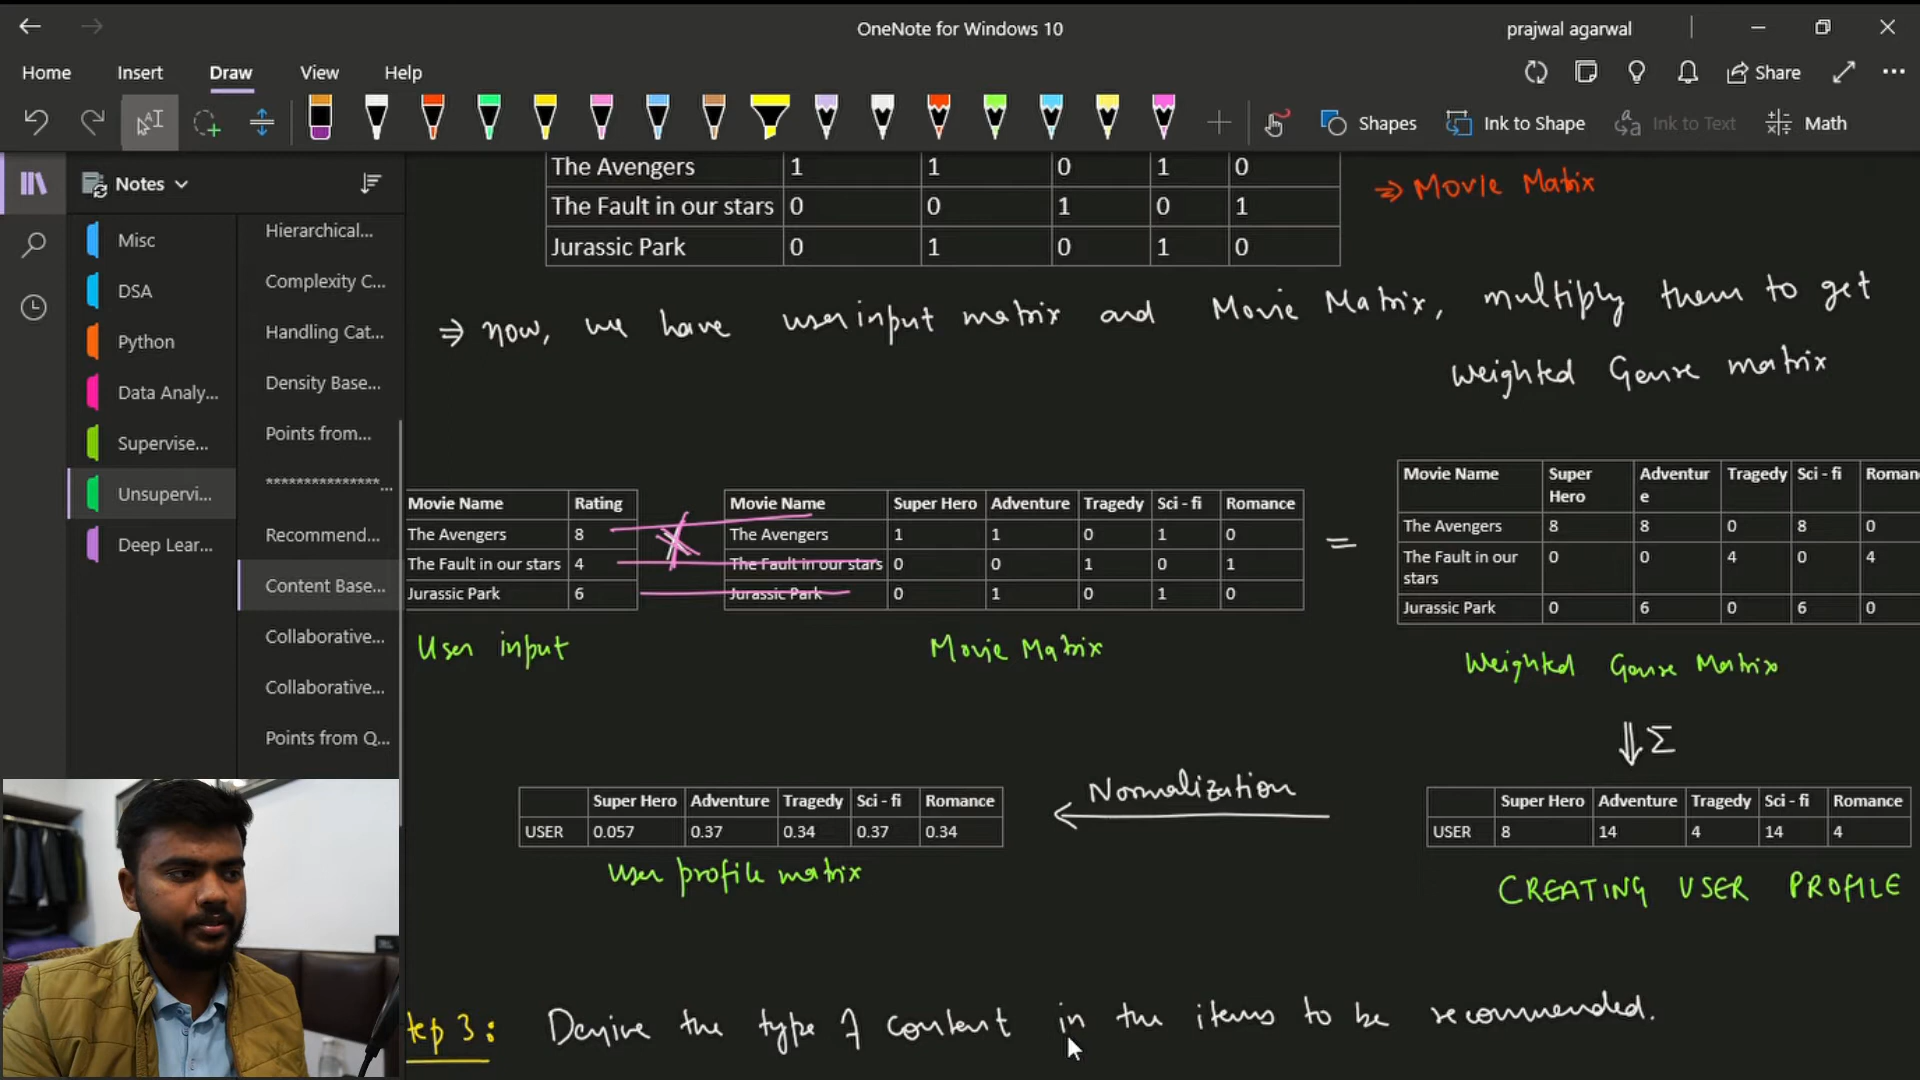 OneNote for Windows 10
prajwal agarwal
Home Insert Draw View Help
Share
Shapes Ink to Shape Ink to Text Math
Notes
Misc
DSA
Python
Data Analy...
Supervise...
Unsupervi...
Deep Lear...
Hierarchical...
Complexity C...
Handling Cat...
Density Base...
Points from...
***************...
Recommend...
Content Base...
Collaborative...
Collaborative...
Points from Q...
The Avengers 1 1 0 1 0
The Fault in our stars 0 0 1 0 1
Jurassic Park 0 1 0 1 0
⇒ Movie Matrix
⇒ now, we have user input matrix and Movie Matrix, multiply them to get
weighted Genre matrix
Movie Name Rating
The Avengers 8
The Fault in our stars 4
Jurassic Park 6
User input
Movie Name Super Hero Adventure Tragedy Sci - fi Romance
The Avengers 1 1 0 1 0
The Fault in our stars 0 0 1 0 1
Jurassic Park 0 1 0 1 0
Movie Matrix
=
Movie Name Super Adventur Tragedy Sci - fi Roman
Hero e
The Avengers 8 8 0 8 0
The Fault in our 0 0 4 0 4
stars
Jurassic Park 0 6 0 6 0
Weighted Genre Matrix
⇓ Σ
Super Hero Adventure Tragedy Sci - fi Romance
USER 8 14 4 14 4
CREATING USER PROFILE
Normalization
Super Hero Adventure Tragedy Sci - fi Romance
USER 0.057 0.37 0.34 0.37 0.34
User profile matrix
tep 3: Derive the type of content in the items to be recommended.